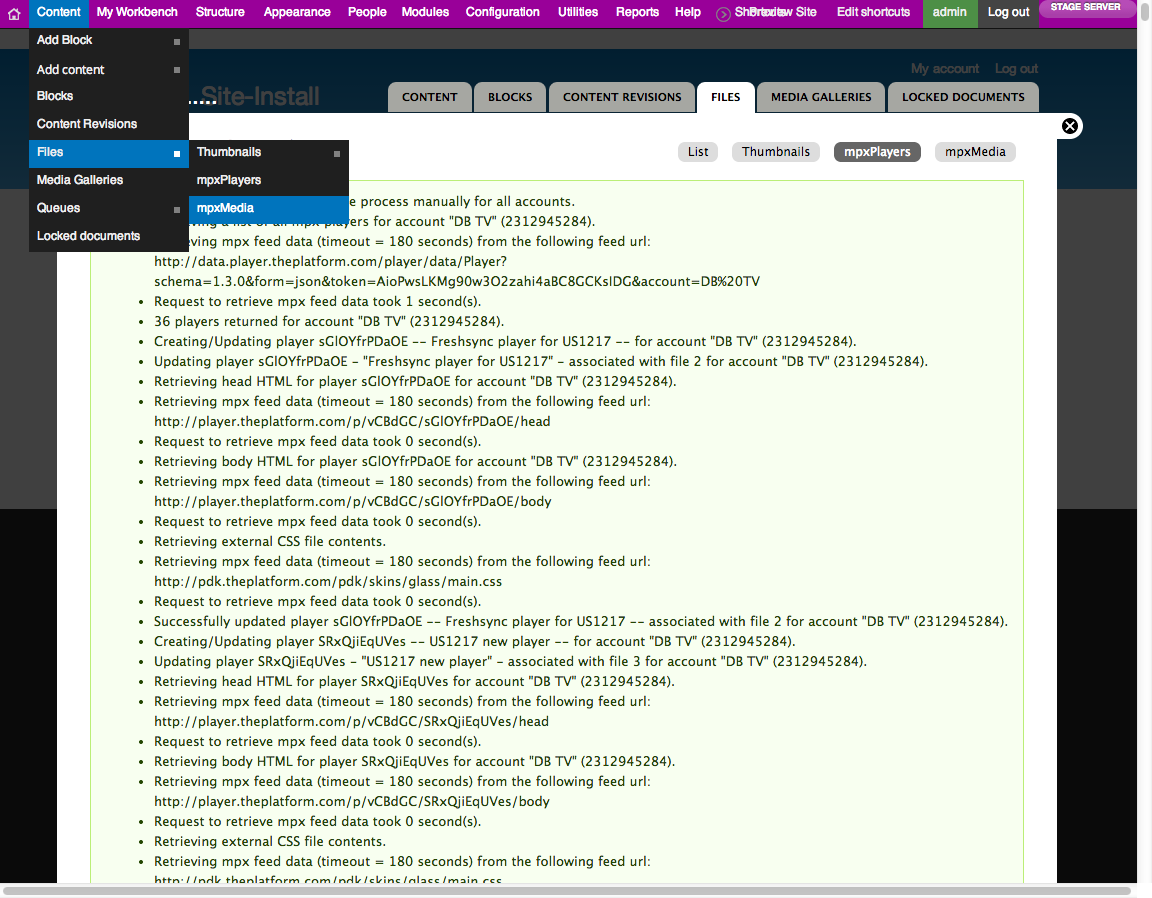 Content My Workbench Structure Appearance People Modules Configuration Utilities Reports Help Preview Site Edit shortcuts admin Log out STAGE SERVER
Add Block
Add content
Blocks
Content Revisions
Files
Media Galleries
Queues
Locked documents
Thumbnails
mpxPlayers
mpxMedia
My account Log out
Site-Install
CONTENT BLOCKS CONTENT REVISIONS FILES MEDIA GALLERIES LOCKED DOCUMENTS
List Thumbnails mpxPlayers mpxMedia
process manually for all accounts.
a list of all mpx players for account "DB TV" (2312945284).
mpx feed data (timeout = 180 seconds) from the following feed url:
http://data.player.theplatform.com/player/data/Player?
schema=1.3.0&form=json&token=AioPwsLKMg90w3O2zahi4aBC8GCKsIDG&account=DB%20TV
Request to retrieve mpx feed data took 1 second(s).
36 players returned for account "DB TV" (2312945284).
Creating/Updating player sGlOYfrPDaOE -- Freshsync player for US1217 -- for account "DB TV" (2312945284).
Updating player sGlOYfrPDaOE - "Freshsync player for US1217" - associated with file 2 for account "DB TV" (2312945284).
Retrieving head HTML for player sGlOYfrPDaOE for account "DB TV" (2312945284).
Retrieving mpx feed data (timeout = 180 seconds) from the following feed url:
http://player.theplatform.com/p/vCBdGC/sGlOYfrPDaOE/head
Request to retrieve mpx feed data took 0 second(s).
Retrieving body HTML for player sGlOYfrPDaOE for account "DB TV" (2312945284).
Retrieving mpx feed data (timeout = 180 seconds) from the following feed url:
http://player.theplatform.com/p/vCBdGC/sGlOYfrPDaOE/body
Request to retrieve mpx feed data took 0 second(s).
Retrieving external CSS file contents.
Retrieving mpx feed data (timeout = 180 seconds) from the following feed url:
http://pdk.theplatform.com/pdk/skins/glass/main.css
Request to retrieve mpx feed data took 0 second(s).
Successfully updated player sGlOYfrPDaOE -- Freshsync player for US1217 -- associated with file 2 for account "DB TV" (2312945284).
Creating/Updating player SRxQjiEqUVes -- US1217 new player -- for account "DB TV" (2312945284).
Updating player SRxQjiEqUVes - "US1217 new player" - associated with file 3 for account "DB TV" (2312945284).
Retrieving head HTML for player SRxQjiEqUVes for account "DB TV" (2312945284).
Retrieving mpx feed data (timeout = 180 seconds) from the following feed url:
http://player.theplatform.com/p/vCBdGC/SRxQjiEqUVes/head
Request to retrieve mpx feed data took 0 second(s).
Retrieving body HTML for player SRxQjiEqUVes for account "DB TV" (2312945284).
Retrieving mpx feed data (timeout = 180 seconds) from the following feed url:
http://player.theplatform.com/p/vCBdGC/SRxQjiEqUVes/body
Request to retrieve mpx feed data took 0 second(s).
Retrieving external CSS file contents.
Retrieving mpx feed data (timeout = 180 seconds) from the following feed url:
http://pdk.theplatform.com/pdk/skins/glass/main.css